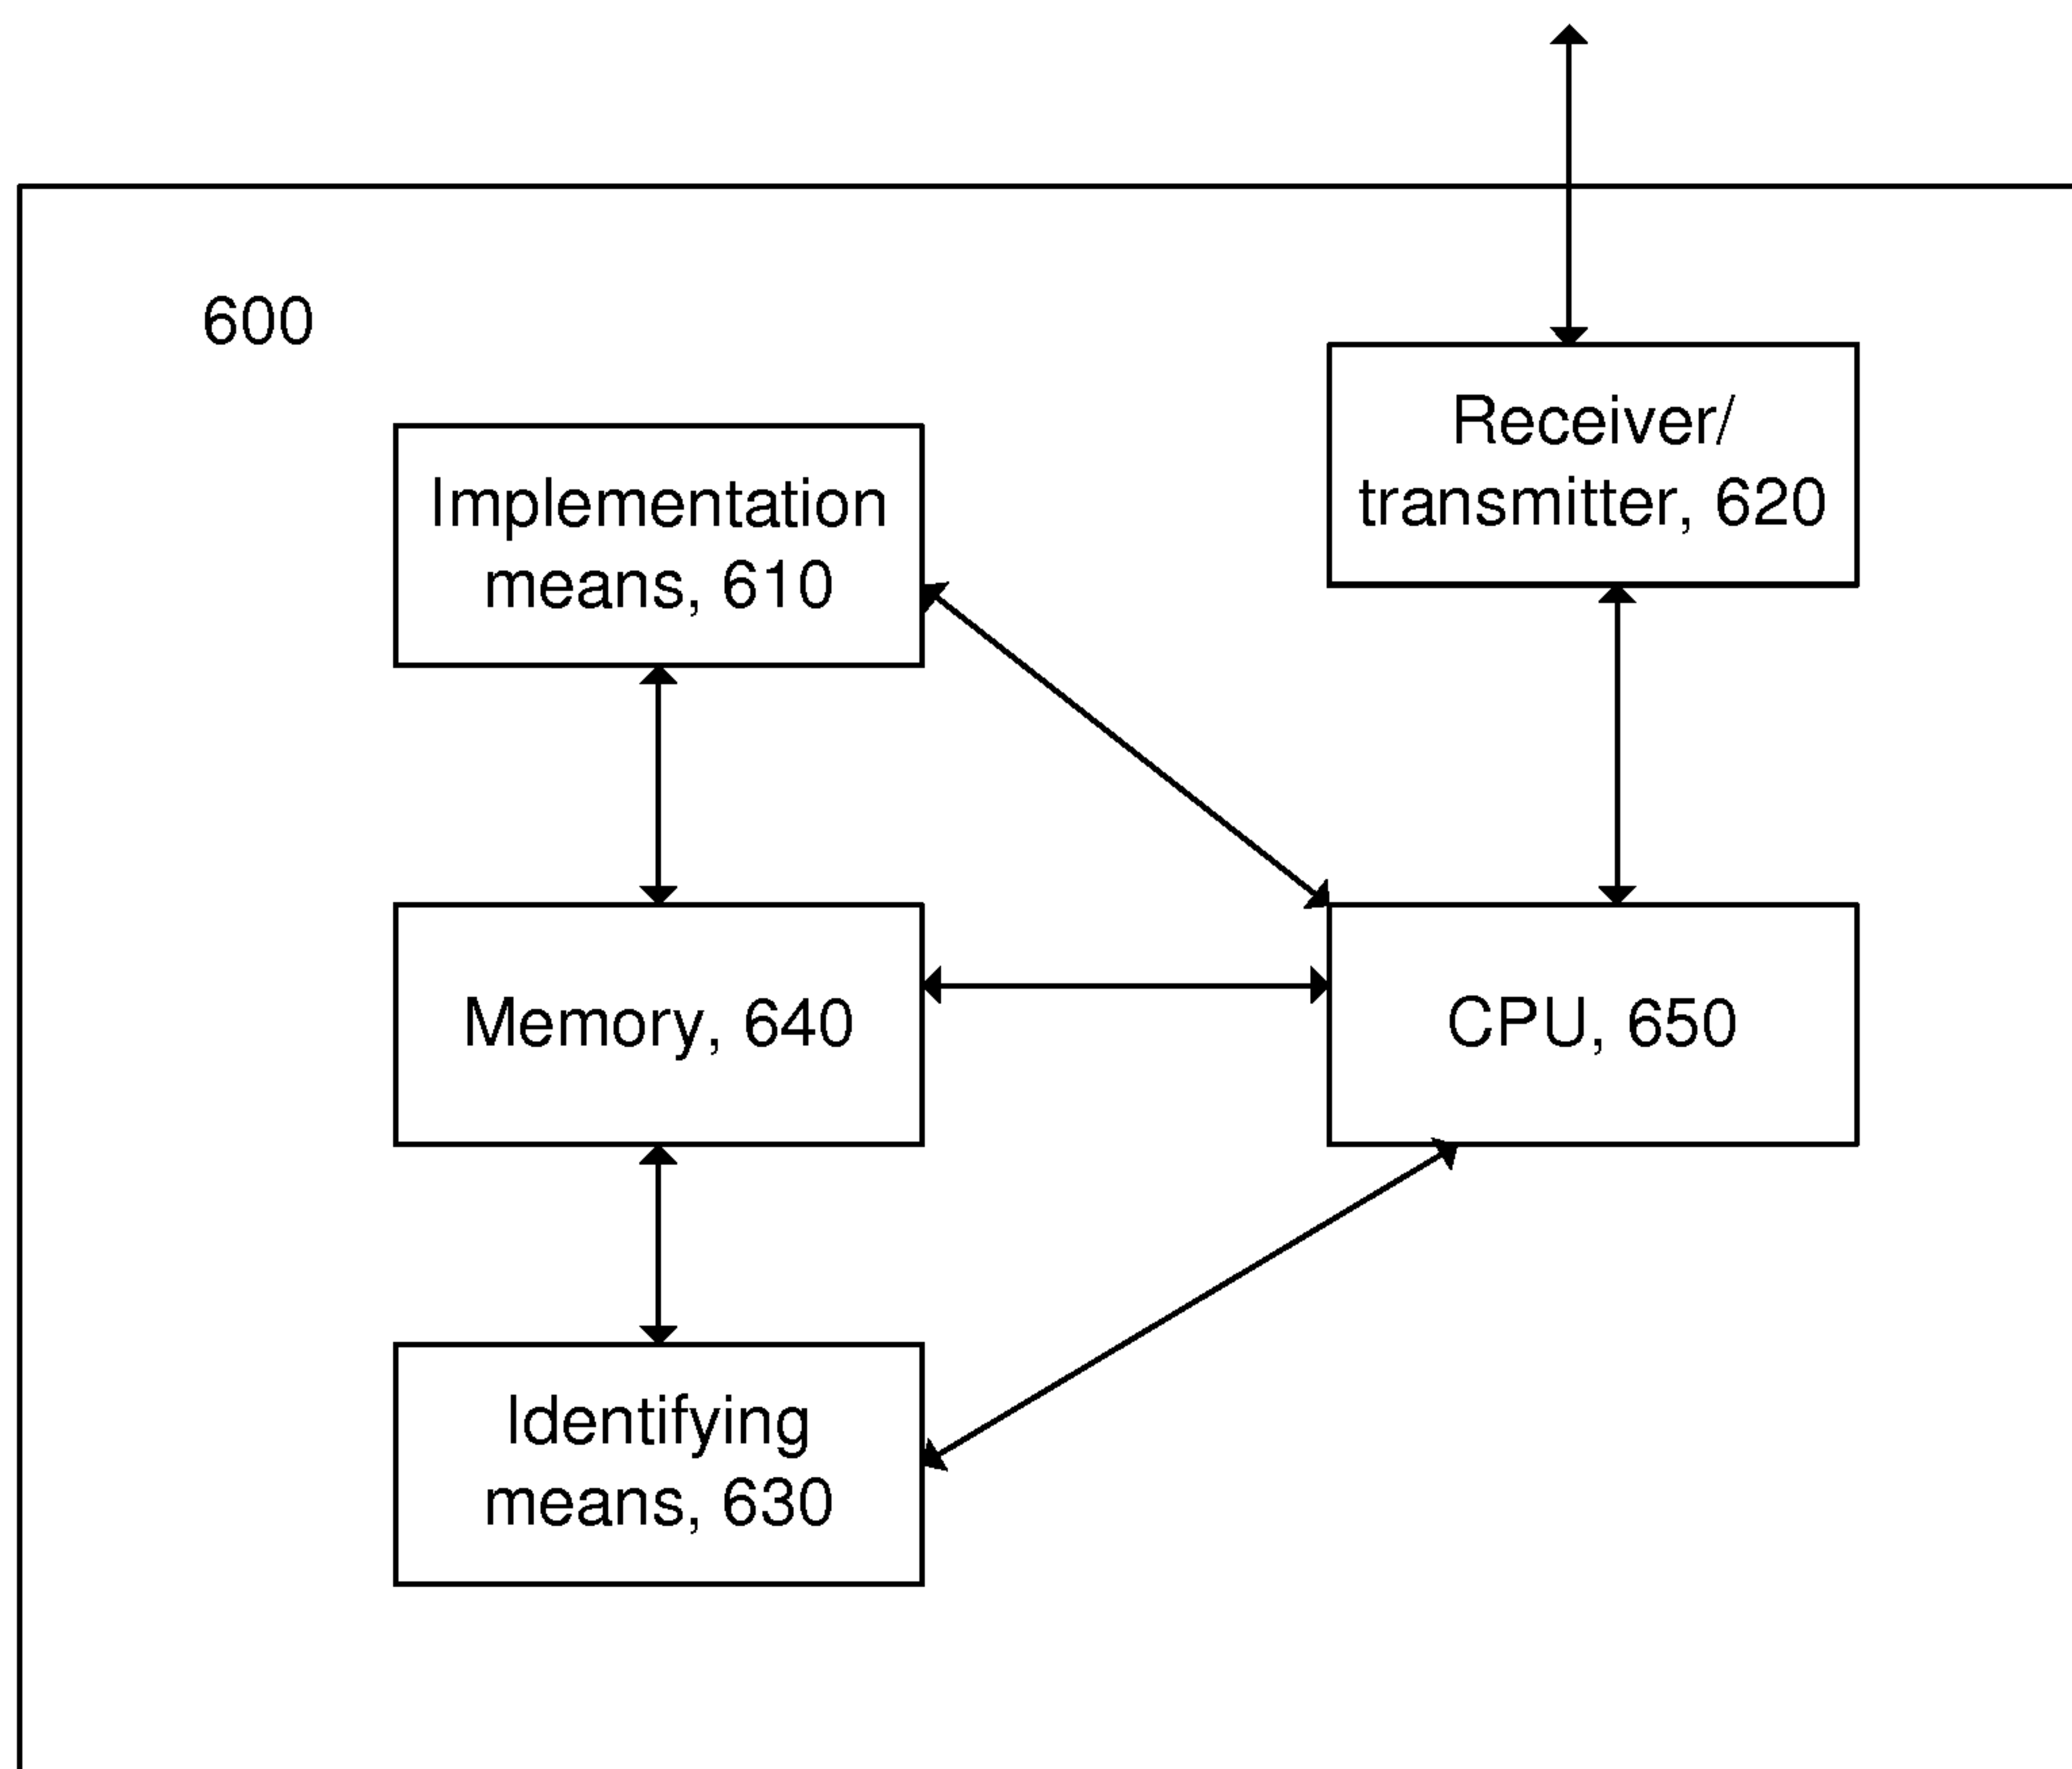 600
Receiver/
transmitter, 620
Implementation
means, 610
Memory, 640
CPU, 650
Identifying
means, 630